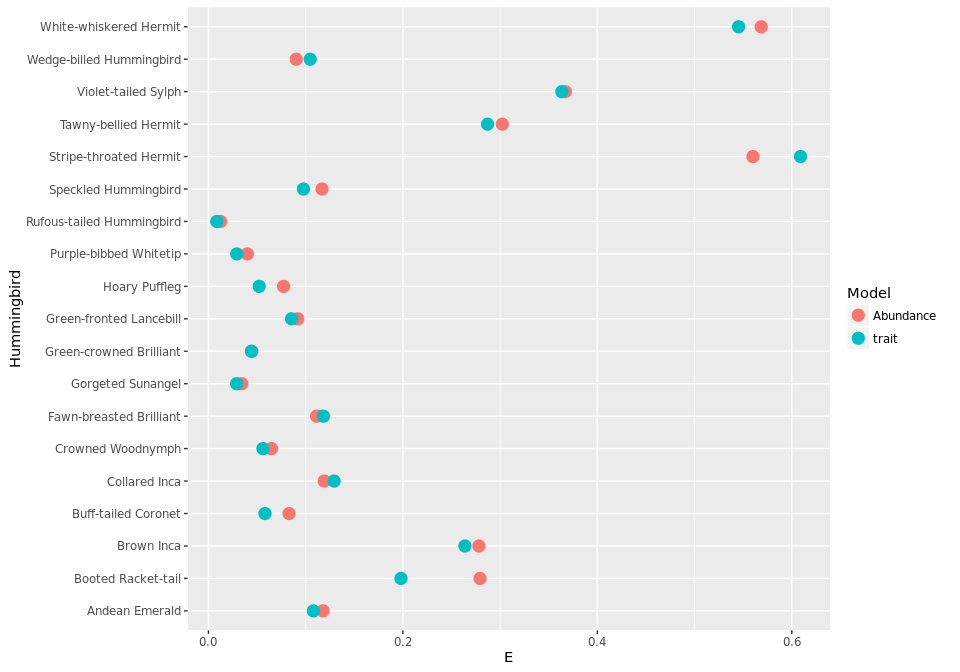 White-whiskered Hermit
Wedge-billed Hummingbird
Violet-tailed Sylph
Tawny-bellied Hermit
Stripe-throated Hermit
Speckled Hummingbird
Rufous-tailed Hummingbird
Purple-bibbed Whitetip
Hoary Puffleg
Green-fronted Lancebill
Green-crowned Brilliant
Gorgeted Sunangel
Fawn-breasted Brilliant
Crowned Woodnymph
Collared Inca
Buff-tailed Coronet
Brown Inca
Booted Racket-tail
Andean Emerald
Hummingbird
0.0 0.2 0.4 0.6
E
Model
Abundance
trait